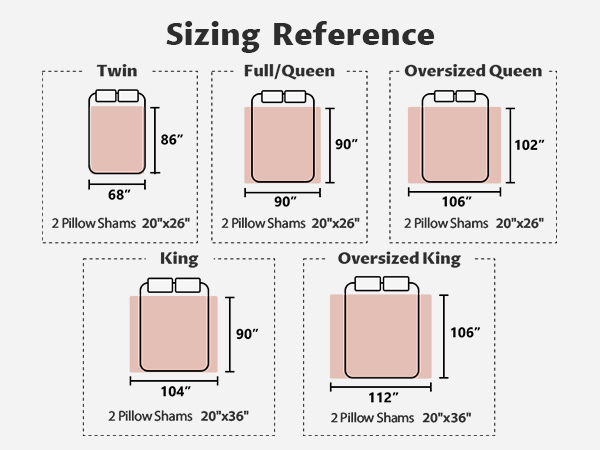 Sizing Reference
Twin
86”
68”
2 Pillow Shams 20"x26"
Full/Queen
90”
90”
2 Pillow Shams 20"x26"
Oversized Queen
102”
106”
2 Pillow Shams 20"x26"
King
90”
104”
2 Pillow Shams 20"x36"
Oversized King
106”
112”
2 Pillow Shams 20"x36"